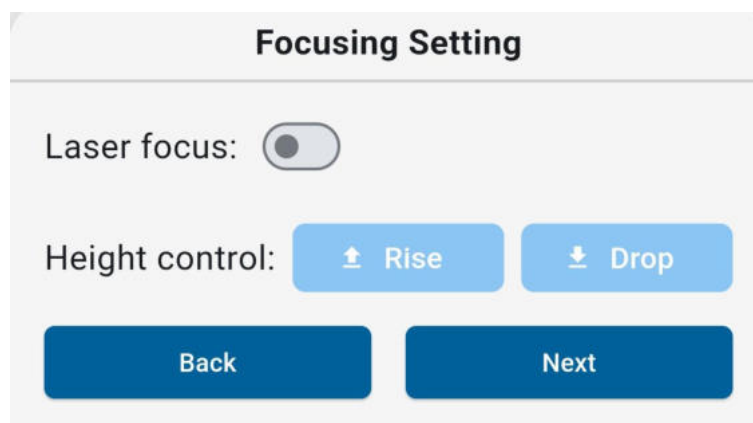 Focusing Setting
Laser focus:
Height control: Rise Drop
Back Next